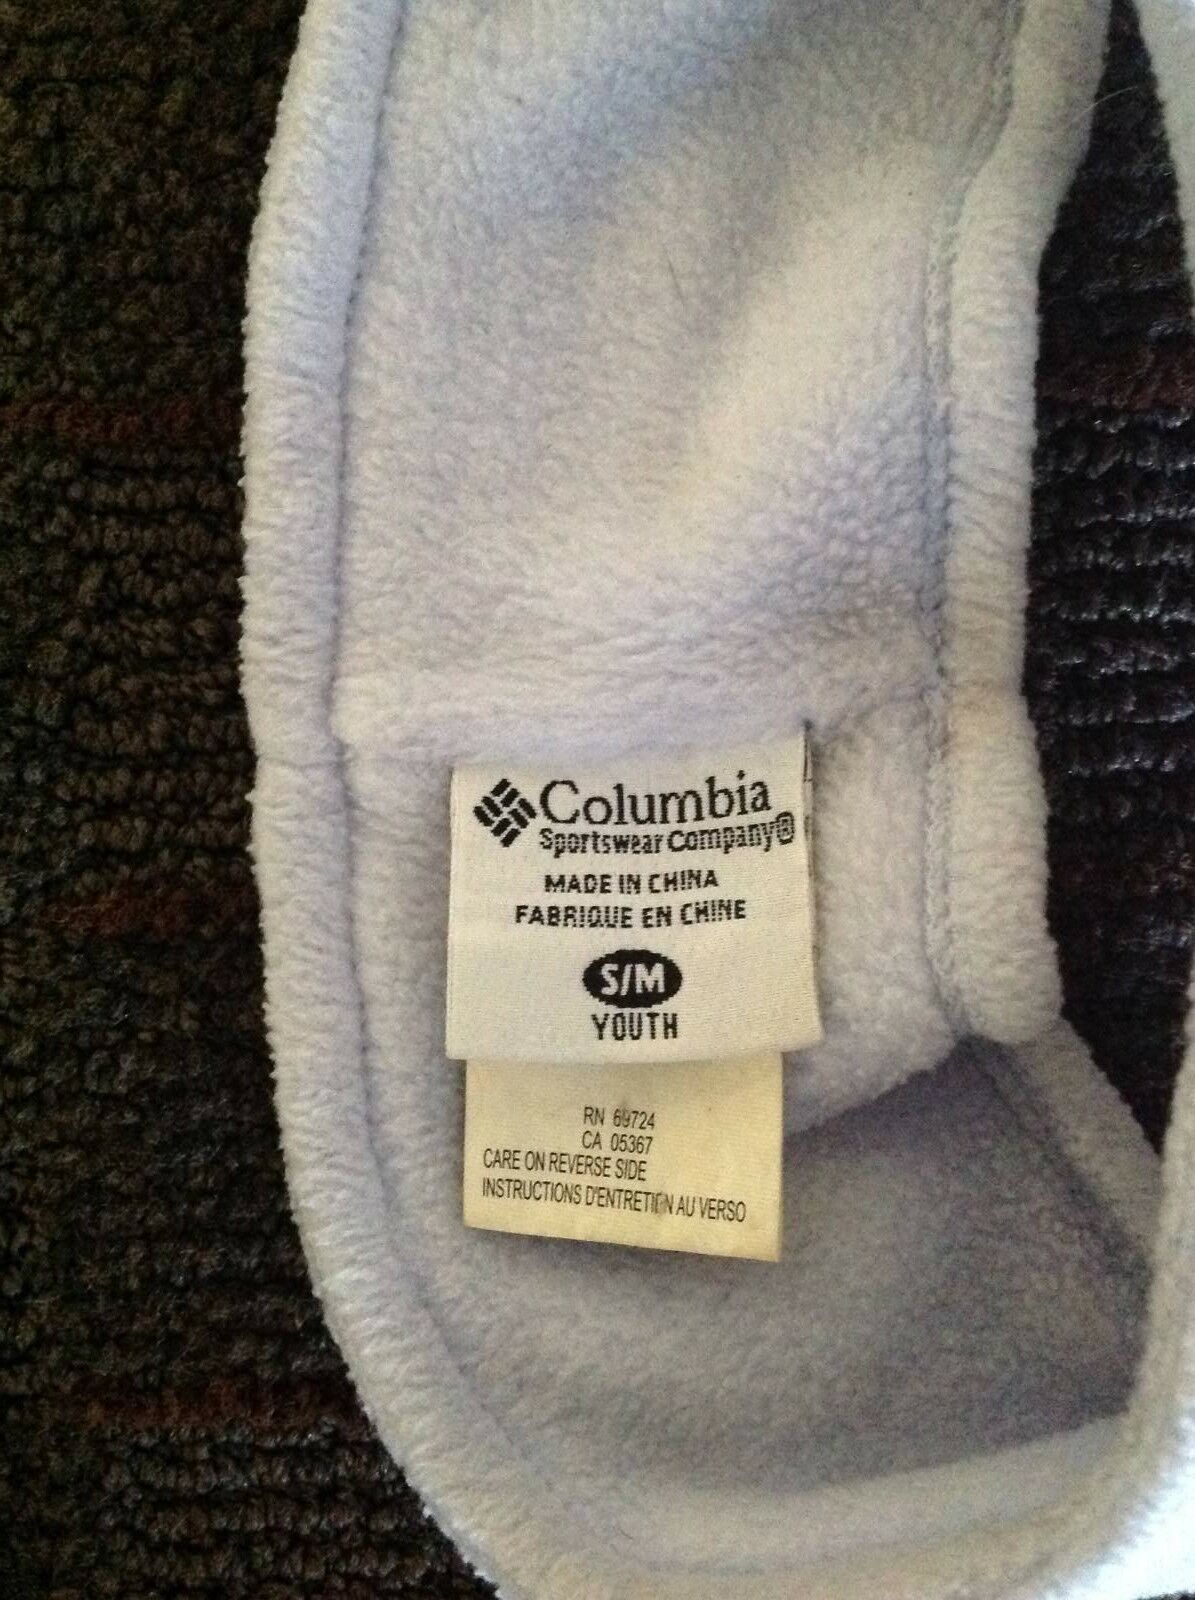 Columbia
Sportswear Company®
MADE IN CHINA
FABRIQUE EN CHINE
S/M
YOUTH
RN 69724
CA 05367
CARE ON REVERSE SIDE
INSTRUCTIONS D'ENTRETIEN AU VERSO